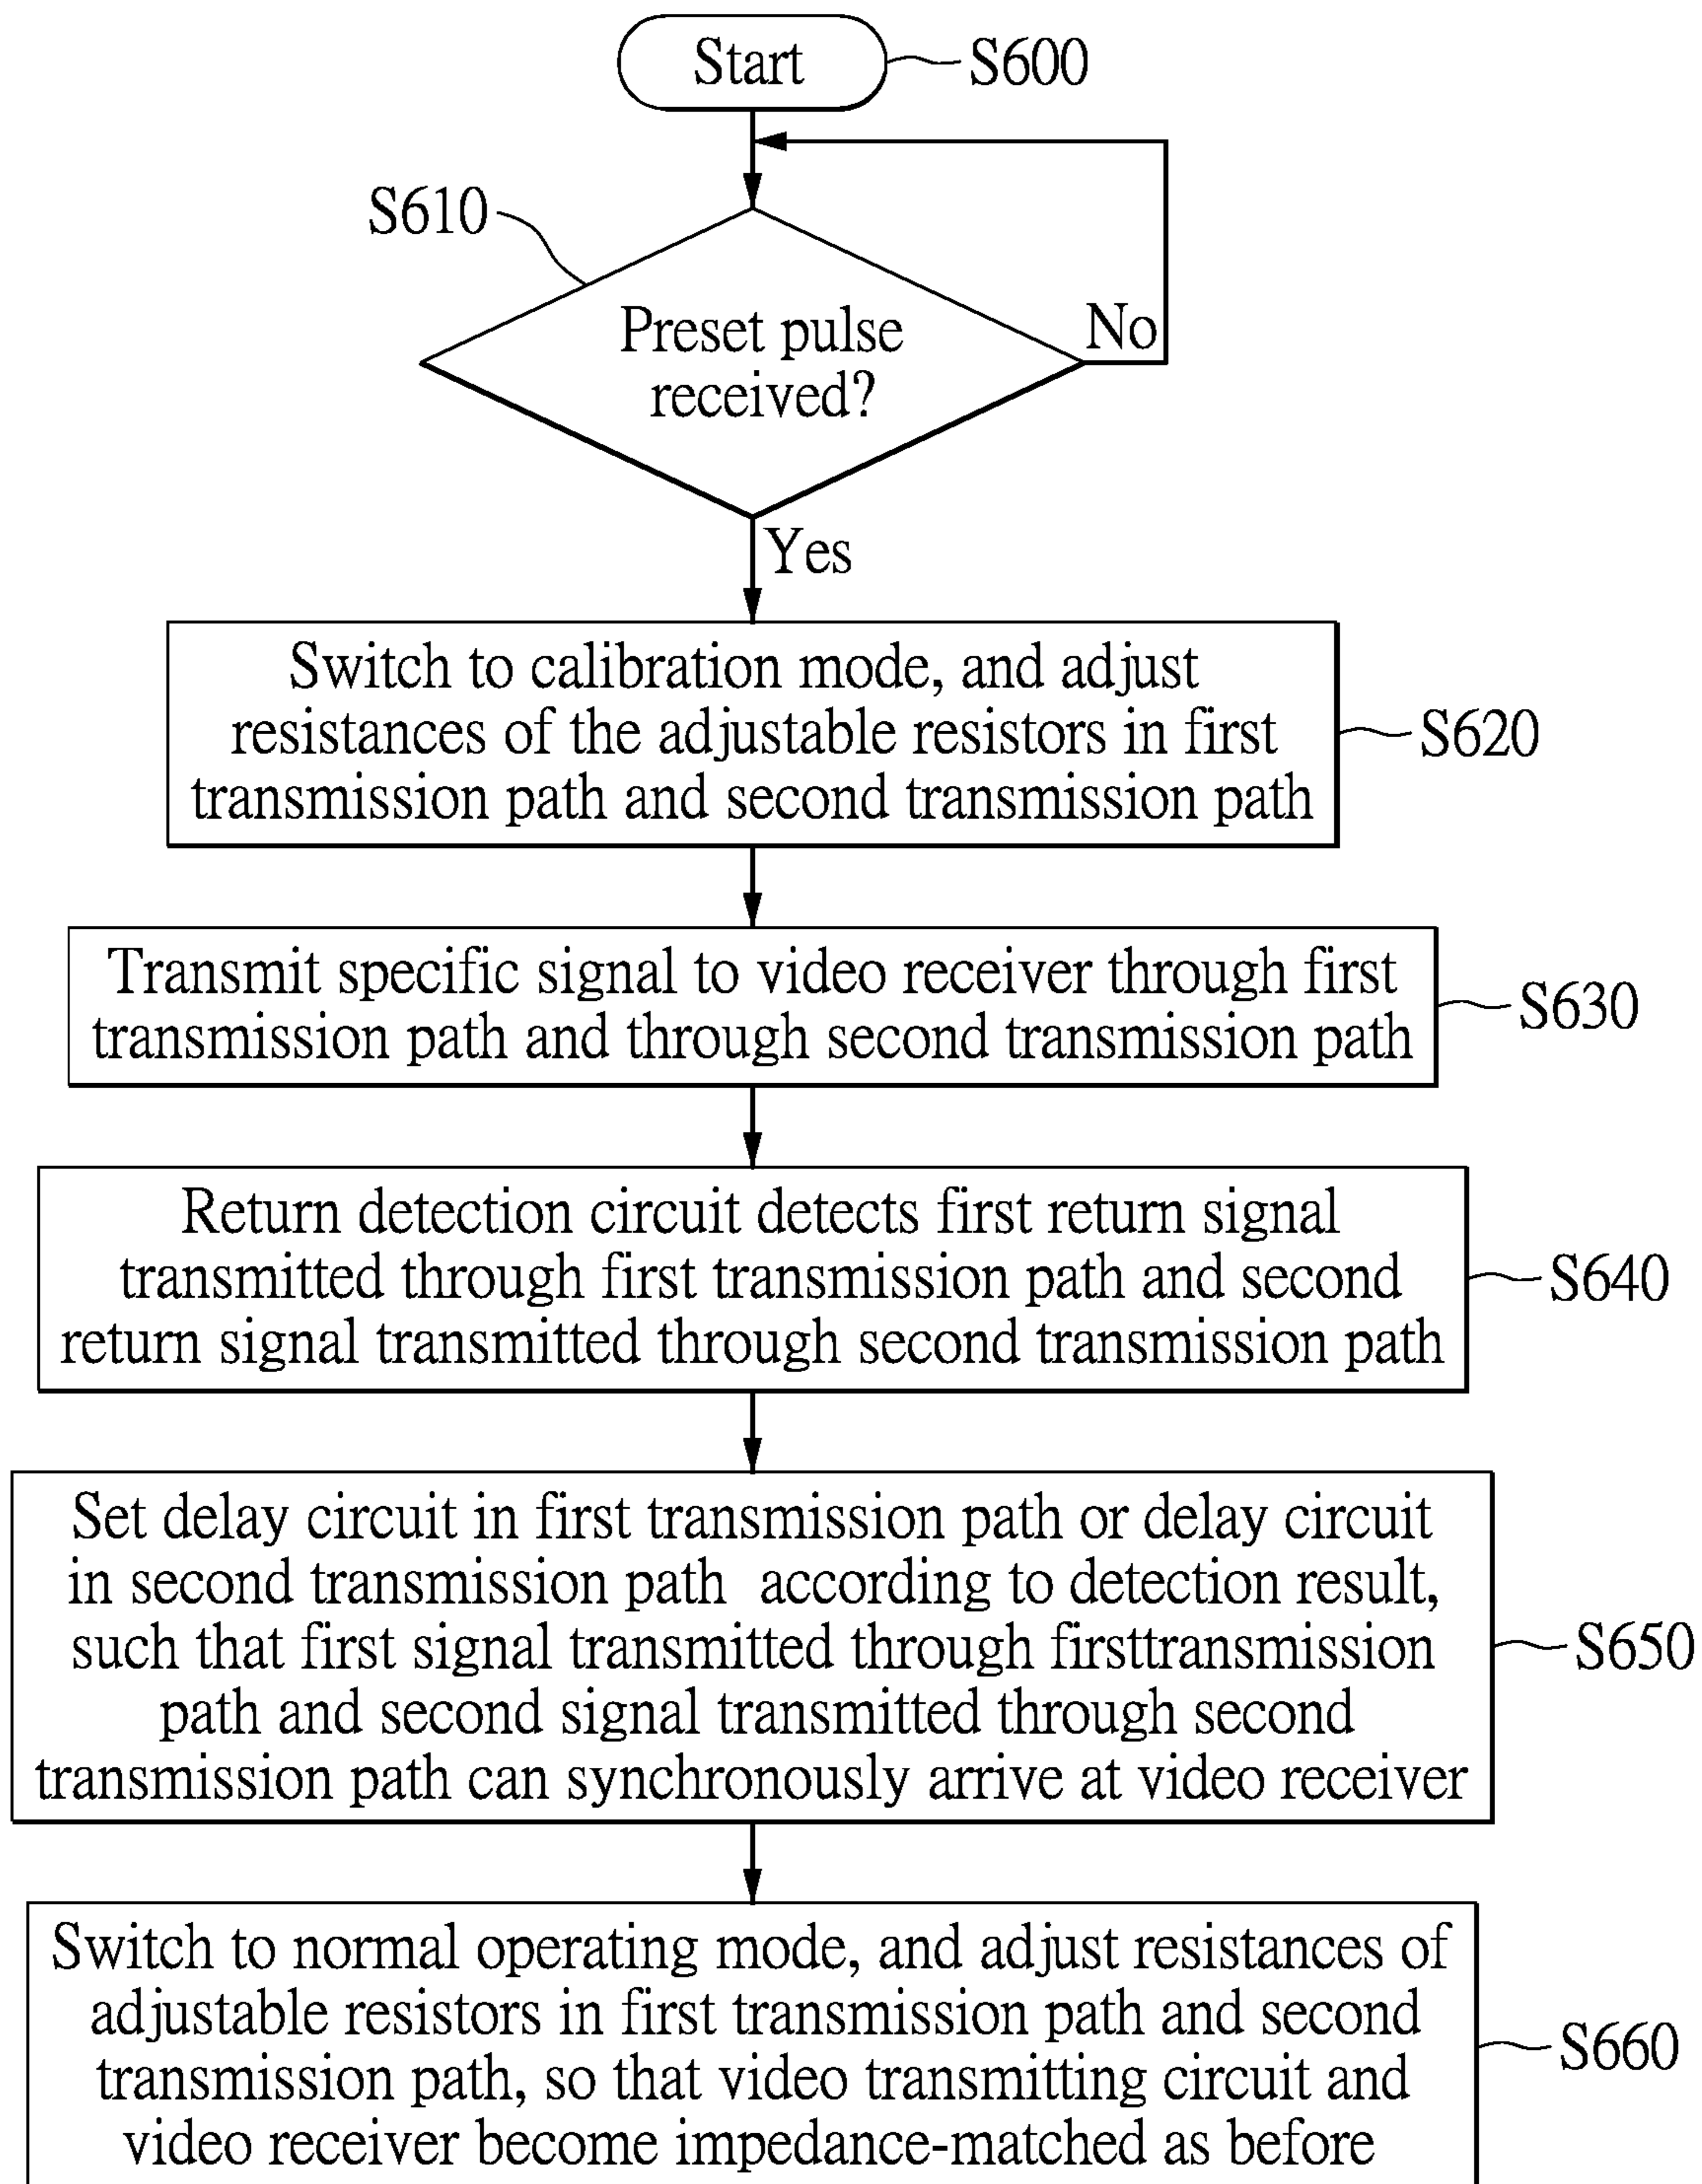 Start
S600
S610
Preset pulse
received?
No
Yes
Switch to calibration mode, and adjust
resistances of the adjustable resistors in first
transmission path and second transmission path
S620
Transmit specific signal to video receiver through first
transmission path and through second transmission path
S630
Return detection circuit detects first return signal
transmitted through first transmission path and second
return signal transmitted through second transmission path
S640
Set delay circuit in first transmission path or delay circuit
in second transmission path according to detection result,
such that first signal transmitted through firsttransmission
path and second signal transmitted through second
transmission path can synchronously arrive at video receiver
S650
Switch to normal operating mode, and adjust resistances of
adjustable resistors in first transmission path and second
transmission path, so that video transmitting circuit and
video receiver become impedance-matched as before
S660